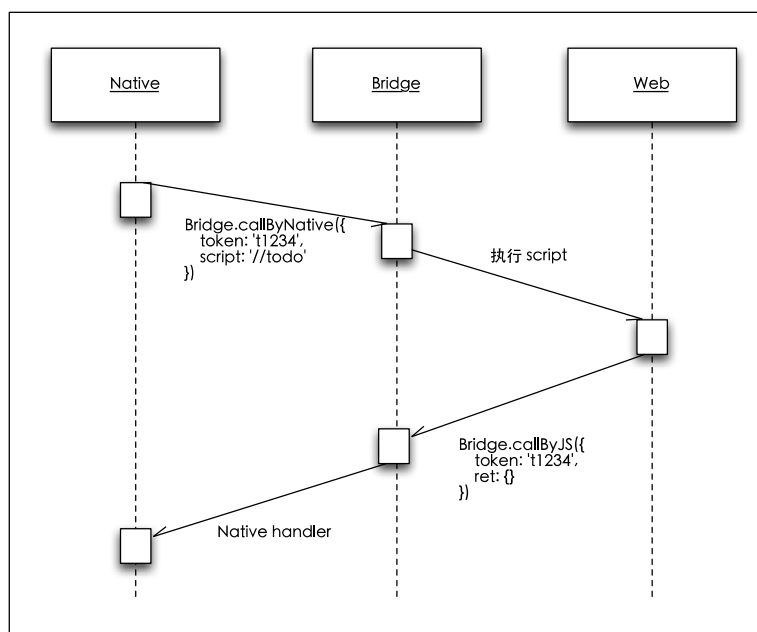 Native
Bridge
Web
Bridge.callByNative({
token: 't1234',
script: '//todo'
})
执行 script
Bridge.callByJS({
token: 't1234',
ret: {}
})
Native handler